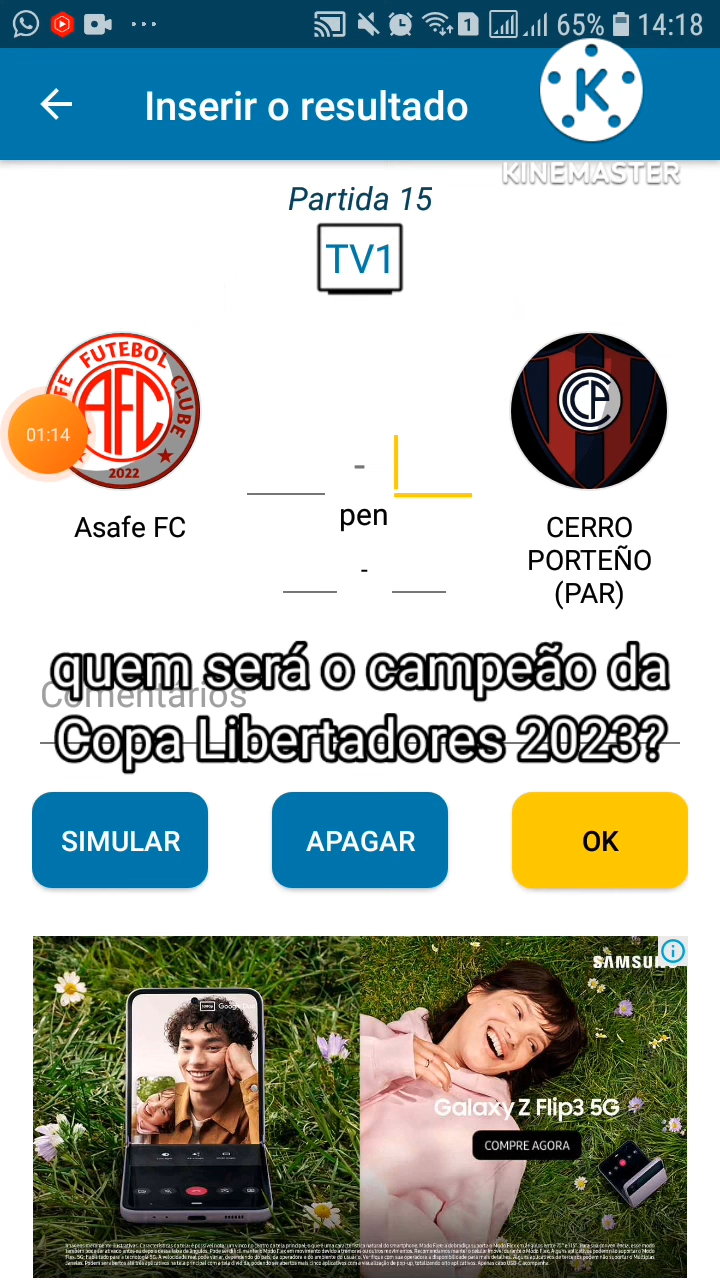 65% 14:18
Inserir o resultado
K
KINEMASTER
Partida 15
TV1
FUTEBOL CLUBE
AFC
2022
01:14
CP
-
pen
-
Asafe FC
CERRO
PORTEÑO
(PAR)
Comentários
quem será o campeão da
Copa Libertadores 2023?
SIMULAR
APAGAR
OK
SAMSUNG
Galaxy Z Flip3 5G
COMPRE AGORA